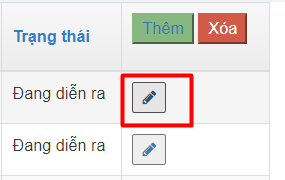 Trạng thái Thêm Xóa
Đang diễn ra
Đang diễn ra